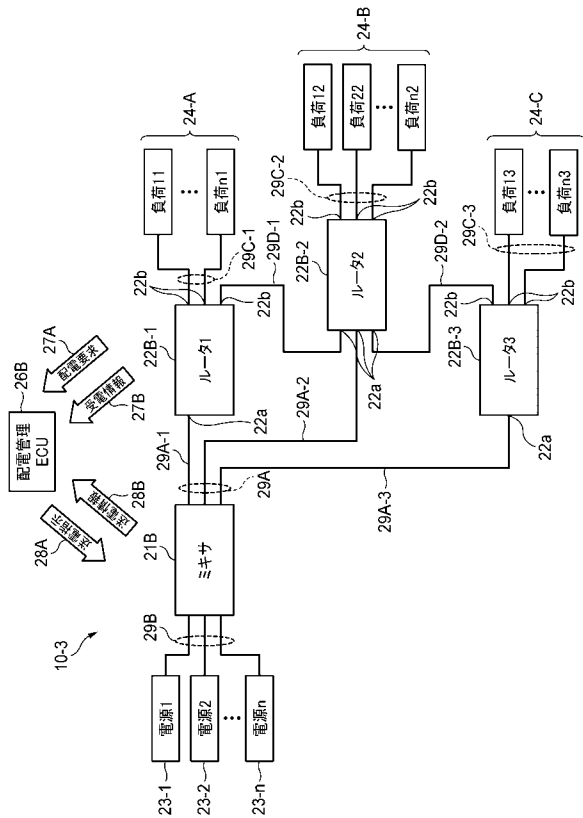 10-3
26B
配電管理
ECU
27A
配電要求
27B
受電情報
28A
送電指示
28B
送電情報
23-1
電源1
23-2
電源2
⋮
23-n
電源n
29B
21B
ミキサ
29A
29A-1
29A-2
29A-3
22B-1
ルータ1
22a
22b
22b
29C-1
29D-1
24-A
負荷11
⋮
負荷n1
22B-2
ルータ2
22a
22b
22b
29C-2
29D-2
24-B
負荷12
負荷22
⋮
負荷n2
22B-3
ルータ3
22a
22b
22b
29C-3
24-C
負荷13
⋮
負荷n3